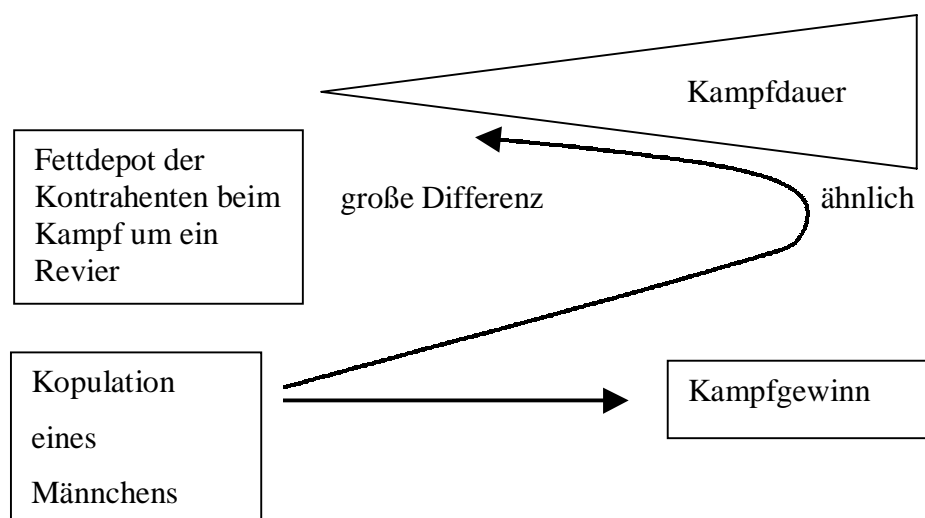 Kampfdauer
Fettdepot der
Kontrahenten beim
Kampf um ein
Revier
große Differenz
ähnlich
Kopulation
eines
Männchens
Kampfgewinn